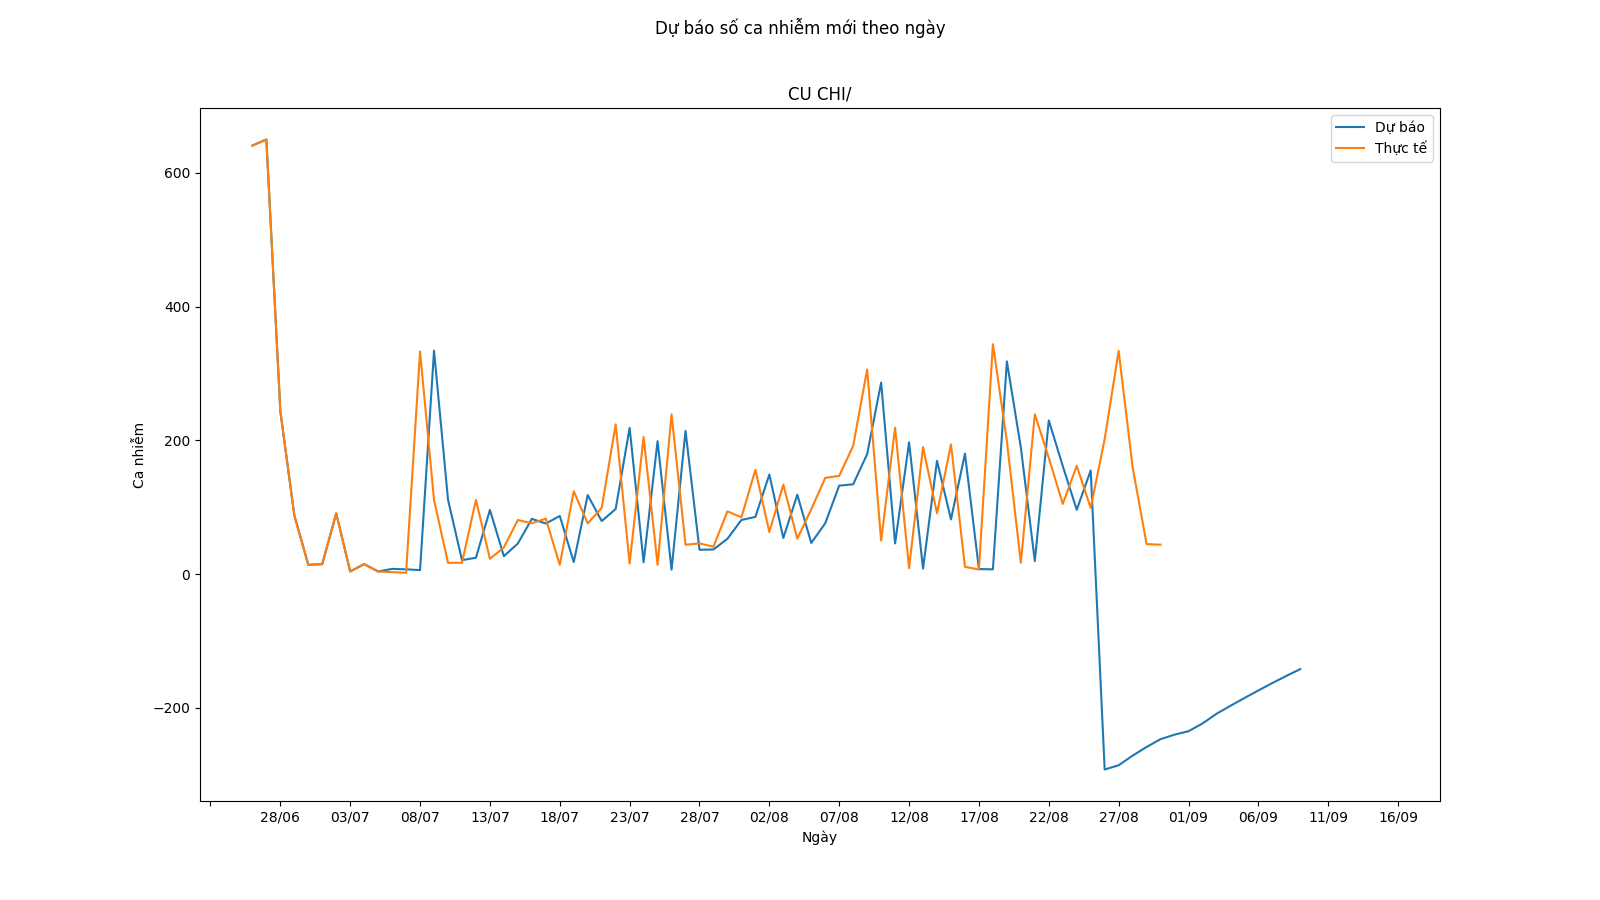 Dự báo số ca nhiễm mới theo ngày
CU CHI/
Dự báo
Thực tế
600
400
200
0
−200
Ca nhiễm
28/06 03/07 08/07 13/07 18/07 23/07 28/07 02/08 07/08 12/08 17/08 22/08 27/08 01/09 06/09 11/09 16/09
Ngày